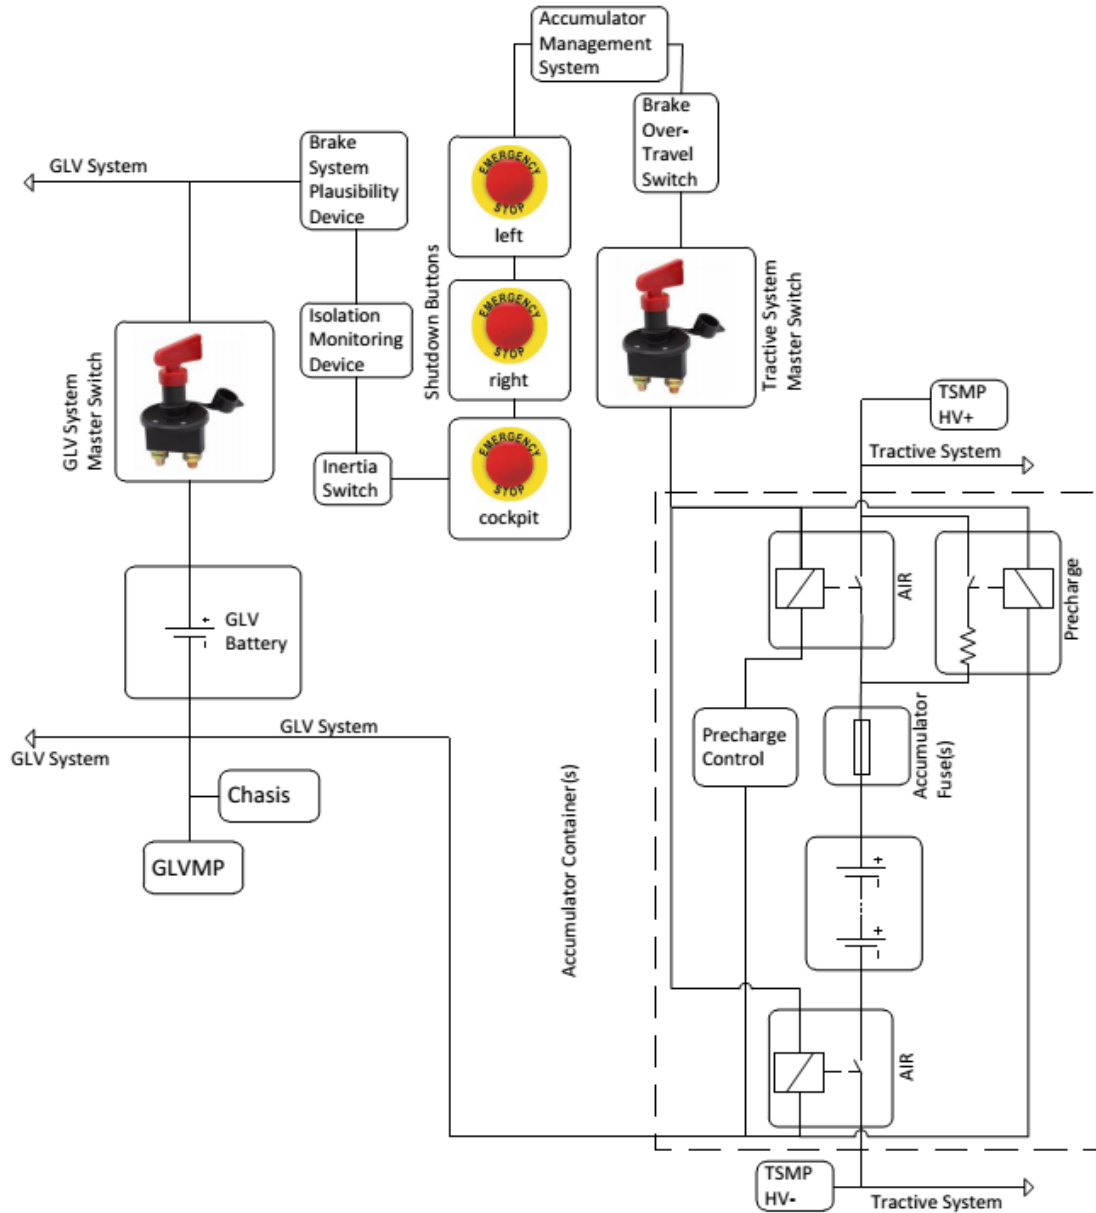 Accumulator
Management
System
Brake
Over-
Travel
Switch
GLV System
Brake
System
Plausibility
Device
EMERGENCY
STOP
left
Shutdown Buttons
EMERGENCY
STOP
right
EMERGENCY
STOP
cockpit
Isolation
Monitoring
Device
Inertia
Switch
GLV System
Master Switch
Tractive System
Master Switch
TSMP
HV+
Tractive System
AIR
Precharge
+
GLV
Battery
-
GLV System
GLV System
Chasis
GLVMP
Precharge
Control
Accumulator
Fuse(s)
Accumulator Container(s)
+
-
+
-
AIR
TSMP
HV-
Tractive System